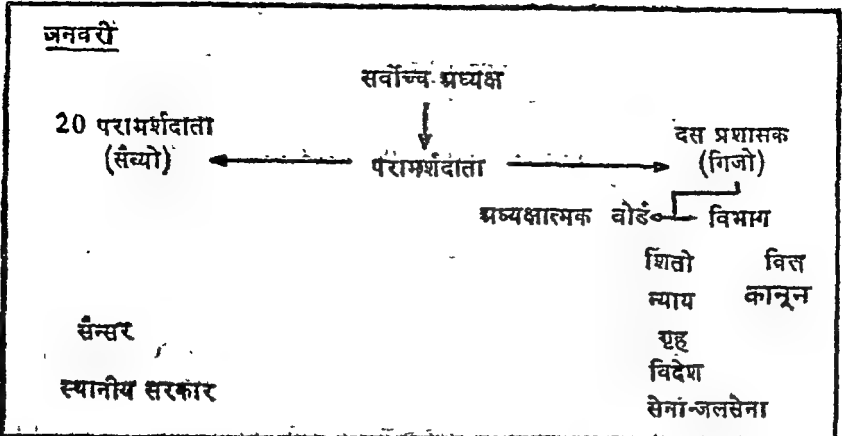 जनवरी
सर्वोच्च अध्यक्ष
20 परामर्शदाता
(सँव्यो)
परामर्शदाता
दस प्रशासक
(गिजो)
अध्यक्षात्मक वोर्ड
विभाग
शितो वित्त
न्याय कानून
गृह
विदेश
सेना-जलसेना
सैन्सर
स्थानीय सरकार